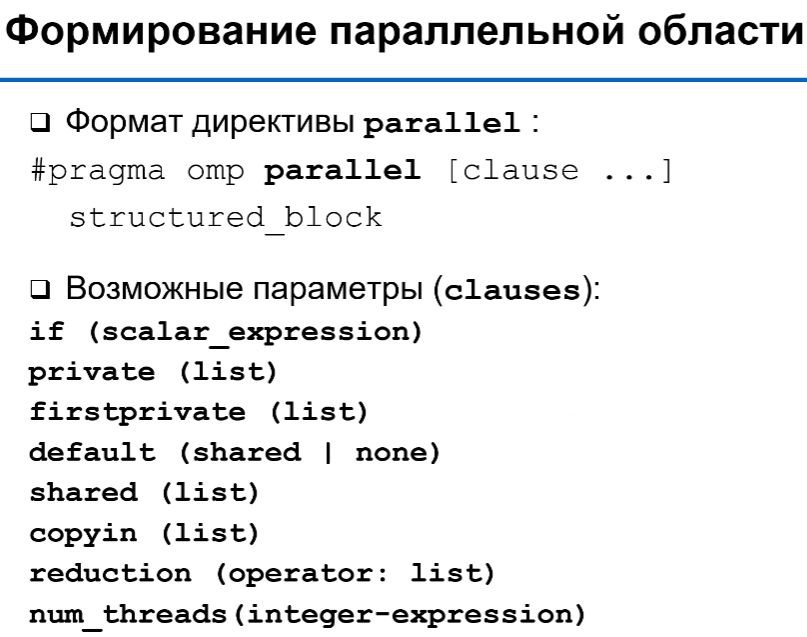 Формирование параллельной области
❑ Формат директивы parallel :
#pragma omp parallel [clause ...]
structured_block
❑ Возможные параметры (clauses):
if (scalar_expression)
private (list)
firstprivate (list)
default (shared | none)
shared (list)
copyin (list)
reduction (operator: list)
num_threads(integer-expression)